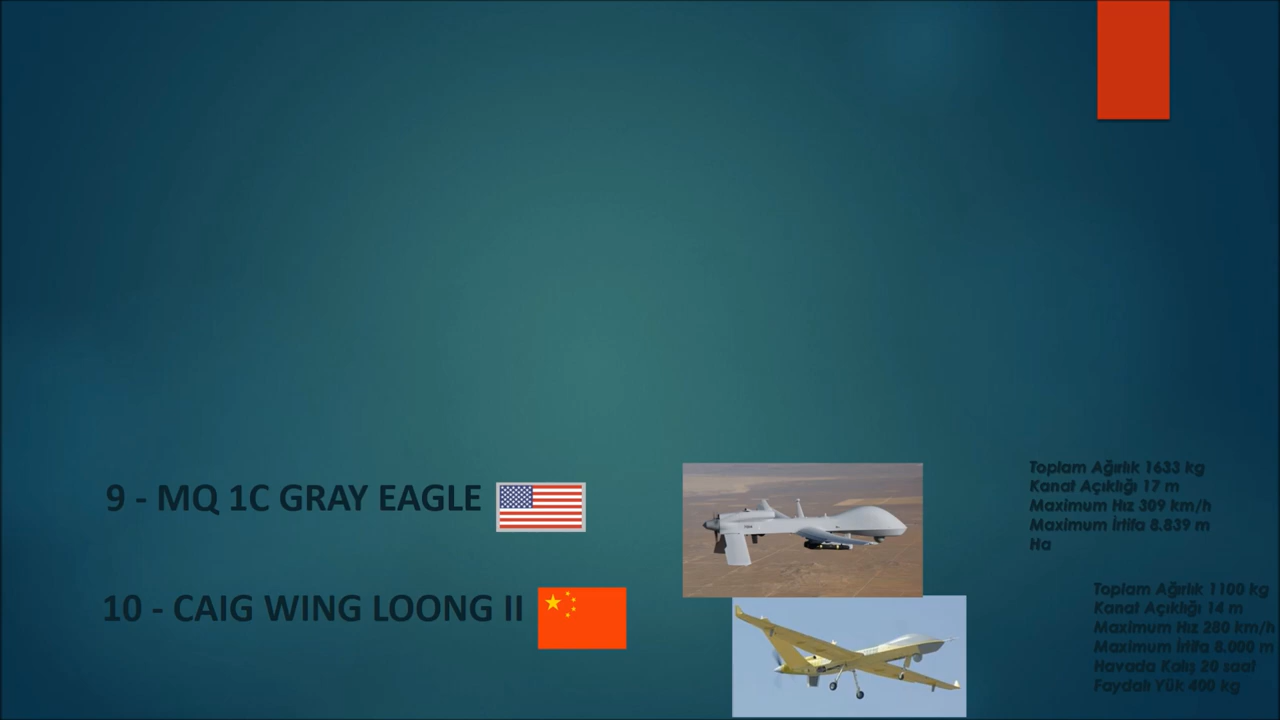 9 - MQ 1C GRAY EAGLE
Toplam Ağırlık 1633 kg
Kanat Açıklığı 17 m
Maximum Hız 309 km/h
Maximum İrtifa 8.839 m
Ha
10 - CAIG WING LOONG II
Toplam Ağırlık 1100 kg
Kanat Açıklığı 14 m
Maximum Hız 280 km/h
Maximum İrtifa 8.000 m
Havada Kalış 20 saat
Faydalı Yük 400 kg